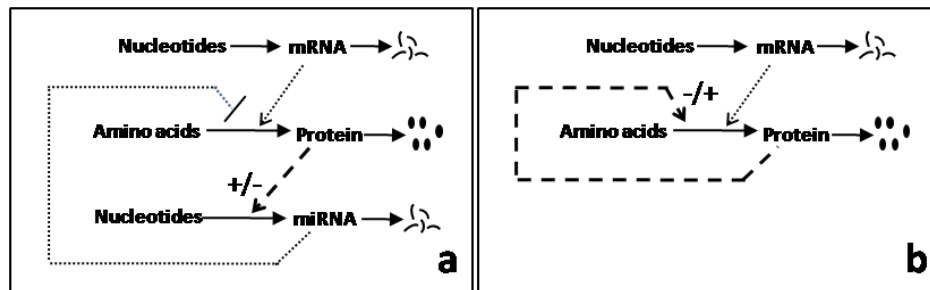 Nucleotides mRNA
Amino acids Protein
+/-
Nucleotides miRNA
a
Nucleotides mRNA
-/+
Amino acids Protein
b